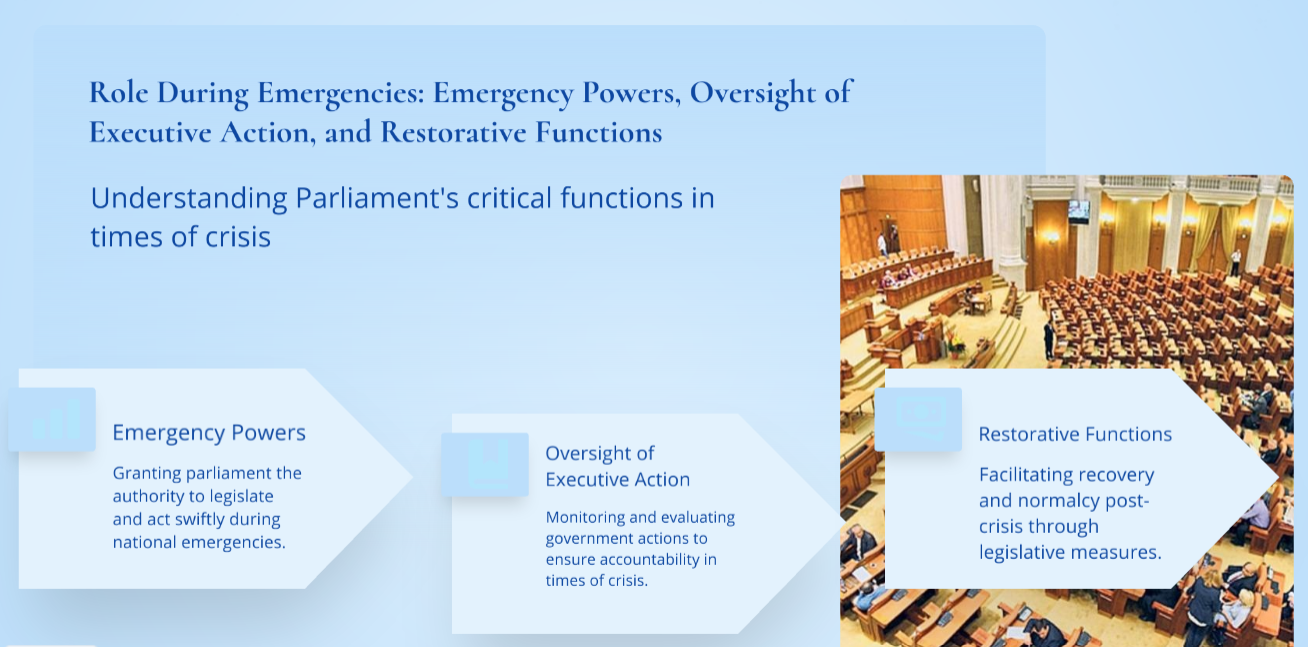 Role During Emergencies: Emergency Powers, Oversight of
Executive Action, and Restorative Functions
Understanding Parliament's critical functions in
times of crisis
Emergency Powers
Granting parliament the
authority to legislate
and act swiftly during
national emergencies.
Oversight of
Executive Action
Monitoring and evaluating
government actions to
ensure accountability in
times of crisis.
Restorative Functions
Facilitating recovery
and normalcy post-
crisis through
legislative measures.